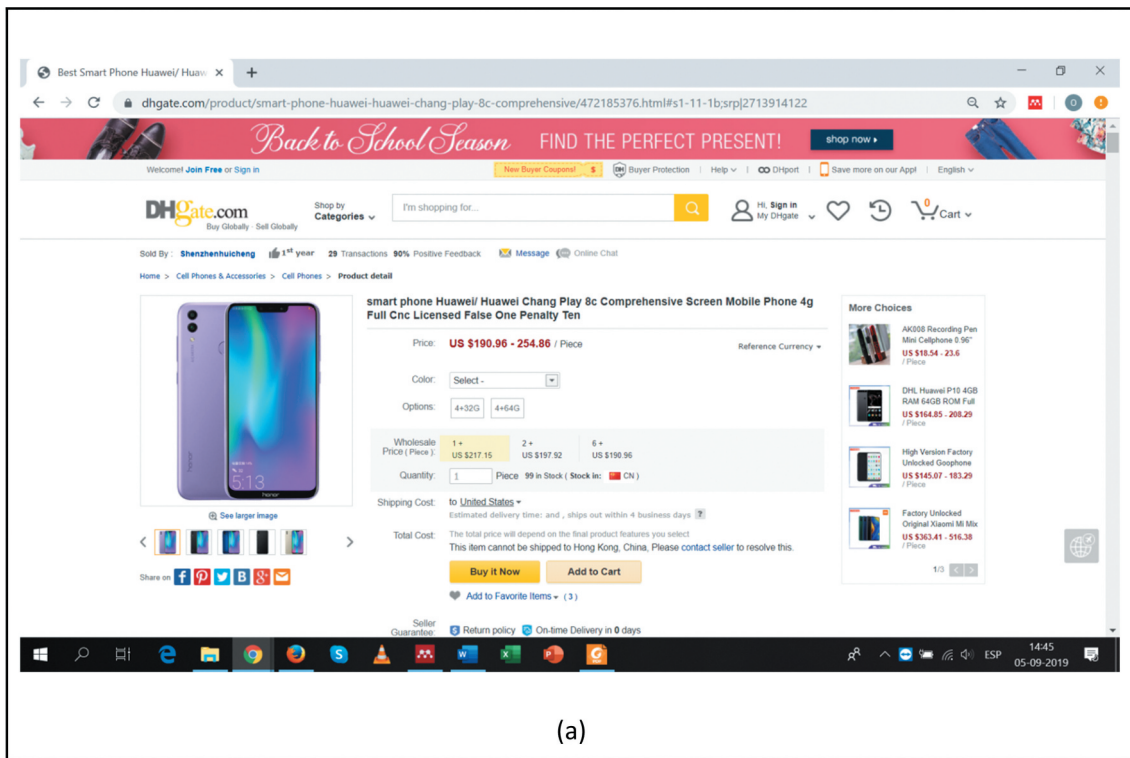 Best Smart Phone Huawei/ Huaw
dhgate.com/product/smart-phone-huawei-huawei-chang-play-8c-comprehensive/472185376.html#s1-11-1b;srp|2713914122
Back to School Season FIND THE PERFECT PRESENT! shop now
Welcome! Join Free or Sign in New Buyer Coupons! $ DH Buyer Protection | Help | DHport | Save more on our App! | English
DHgate.com
Buy Globally · Sell Globally
Shop by
Categories
I'm shopping for...
Hi, Sign in
My DHgate
0
Cart
Sold By : Shenzhenhuicheng 1st year 29 Transactions 90% Positive Feedback Message Online Chat
Home > Cell Phones & Accessories > Cell Phones > Product detail
smart phone Huawei/ Huawei Chang Play 8c Comprehensive Screen Mobile Phone 4g
Full Cnc Licensed False One Penalty Ten
Price: US $190.96 - 254.86 / Piece Reference Currency
Color: Select -
Options: 4+32G 4+64G
Wholesale
Price ( Piece ):
1 + 2 + 6 +
US $217.15 US $197.92 US $190.96
Quantity: 1 Piece 99 in Stock ( Stock in: CN )
Shipping Cost: to United States
Estimated delivery time: and , ships out within 4 business days ?
Total Cost: The total price will depend on the final product features you select
This item cannot be shipped to Hong Kong, China, Please contact seller to resolve this.
Buy it Now Add to Cart
Add to Favorite Items ( 3 )
Seller
Guarantee:
Return policy On-time Delivery in 0 days
honor
5:13
honor
See larger image
Share on
More Choices
AK008 Recording Pen
Mini Cellphone 0.96"
US $18.54 - 23.6
/ Piece
DHL Huawei P10 4GB
RAM 64GB ROM Full
US $164.85 - 208.29
/ Piece
High Version Factory
Unlocked Goophone
US $145.07 - 183.29
/ Piece
Factory Unlocked
Original Xiaomi Mi Mix
US $363.41 - 516.38
/ Piece
1/3
ESP
14:45
05-09-2019
(a)